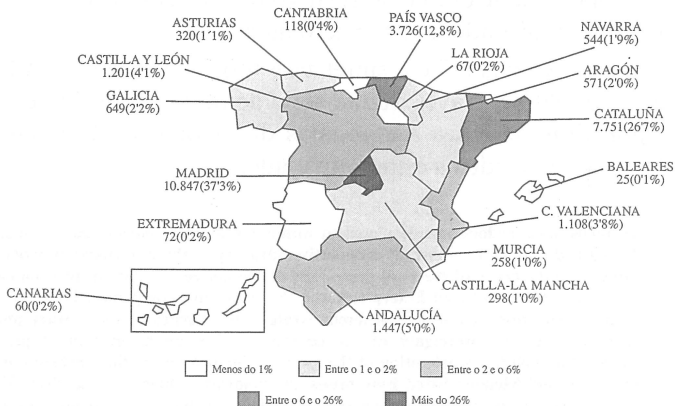 CANTABRIA
118(0'4%)
PAÍS VASCO
3.726(12,8%)
ASTURIAS
320(1´1%)
NAVARRA
544(1'9%)
LA RIOJA
67(0'2%)
CASTILLA Y LEÓN
1.201(4'1%)
ARAGÓN
571(2'0%)
GALICIA
649(2'2%)
CATALUÑA
7.751(26'7%)
MADRID
10.847(37'3%)
BALEARES
25(0'1%)
EXTREMADURA
72(0'2%)
C. VALENCIANA
1.108(3'8%)
MURCIA
258(1'0%)
CASTILLA-LA MANCHA
298(1'0%)
CANARIAS
60(0'2%)
ANDALUCÍA
1.447(5'0%)
Menos do 1%
Entre o 1 e o 2%
Entre o 2 e o 6%
Entre o 6 e o 26%
Máis do 26%